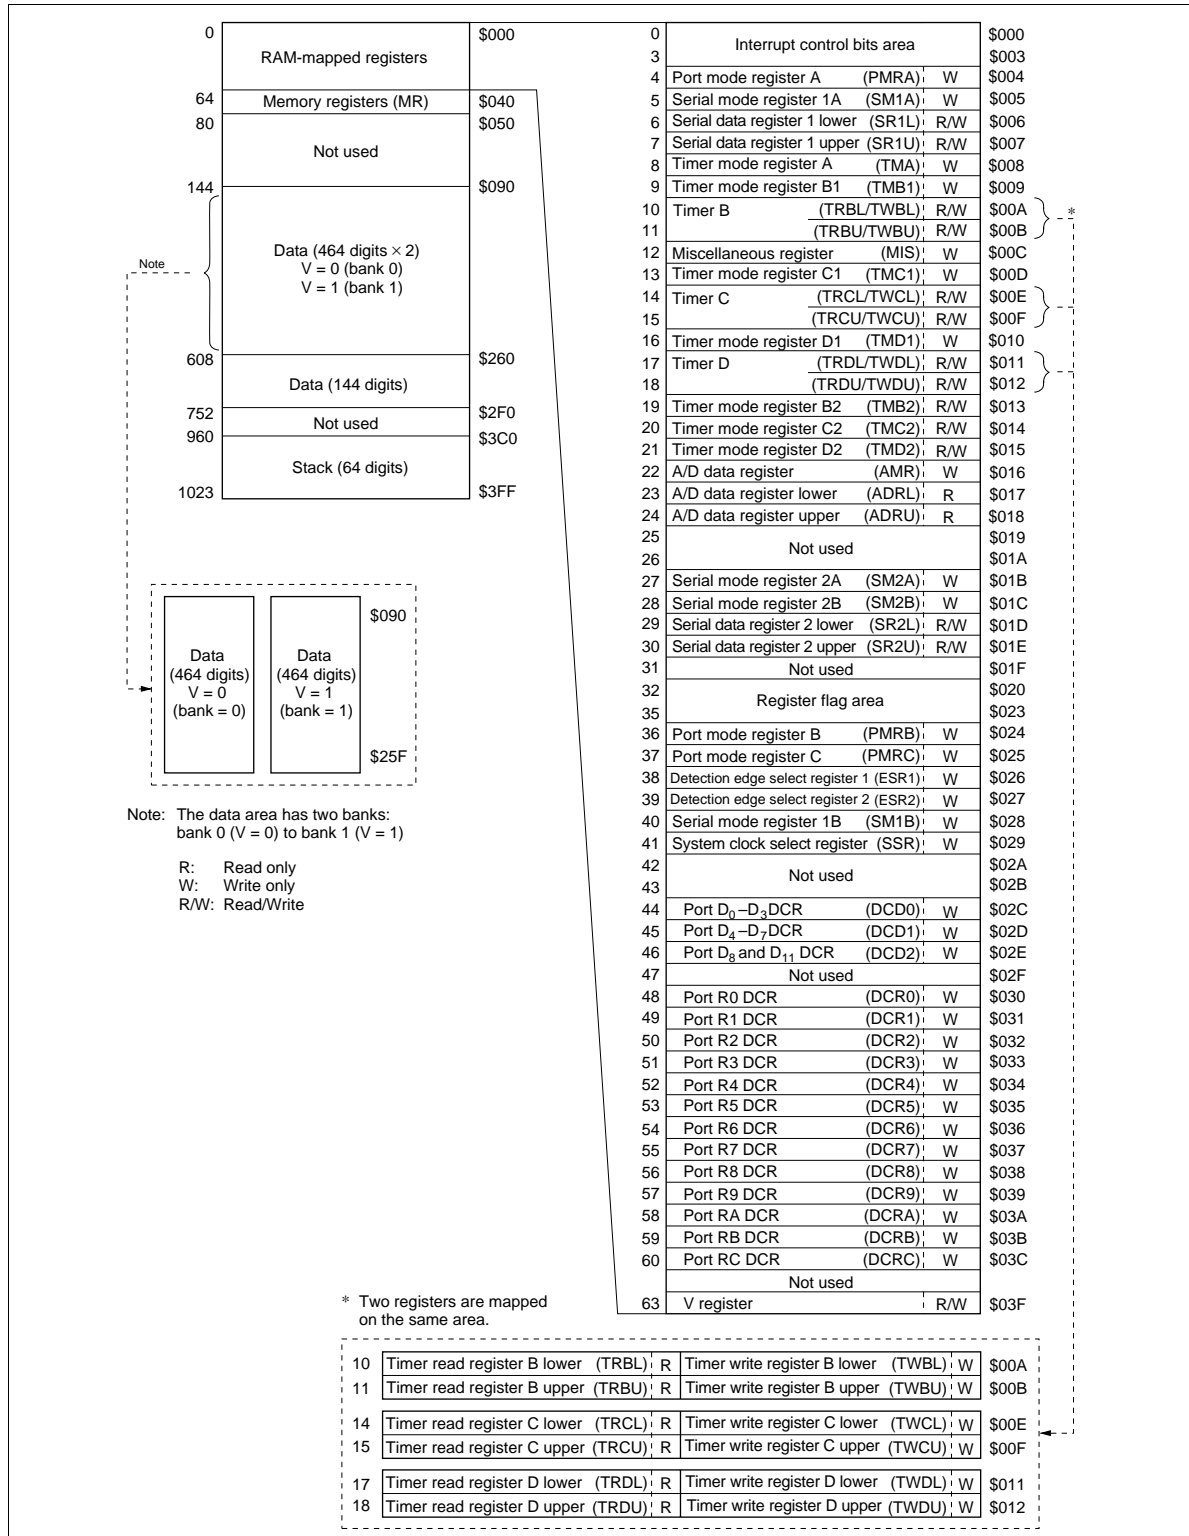 0 $000
RAM-mapped registers
64 Memory registers (MR) $040
80 $050
Not used
144 $090
Note
Data (464 digits × 2)
V = 0 (bank 0)
V = 1 (bank 1)
608 $260
Data (144 digits)
752 $2F0
Not used
960 $3C0
Stack (64 digits)
1023 $3FF
$090
Data
(464 digits)
V = 0
(bank = 0)
Data
(464 digits)
V = 1
(bank = 1)
$25F
Note: The data area has two banks:
bank 0 (V = 0) to bank 1 (V = 1)
R: Read only
W: Write only
R/W: Read/Write
0 $000
Interrupt control bits area
3 $003
4 Port mode register A (PMRA) W $004
5 Serial mode register 1A (SM1A) W $005
6 Serial data register 1 lower (SR1L) R/W $006
7 Serial data register 1 upper (SR1U) R/W $007
8 Timer mode register A (TMA) W $008
9 Timer mode register B1 (TMB1) W $009
10 Timer B (TRBL/TWBL) R/W $00A *
11 (TRBU/TWBU) R/W $00B
12 Miscellaneous register (MIS) W $00C
13 Timer mode register C1 (TMC1) W $00D
14 Timer C (TRCL/TWCL) R/W $00E
15 (TRCU/TWCU) R/W $00F
16 Timer mode register D1 (TMD1) W $010
17 Timer D (TRDL/TWDL) R/W $011
18 (TRDU/TWDU) R/W $012
19 Timer mode register B2 (TMB2) R/W $013
20 Timer mode register C2 (TMC2) R/W $014
21 Timer mode register D2 (TMD2) R/W $015
22 A/D data register (AMR) W $016
23 A/D data register lower (ADRL) R $017
24 A/D data register upper (ADRU) R $018
25 $019
Not used
26 $01A
27 Serial mode register 2A (SM2A) W $01B
28 Serial mode register 2B (SM2B) W $01C
29 Serial data register 2 lower (SR2L) R/W $01D
30 Serial data register 2 upper (SR2U) R/W $01E
31 Not used $01F
32 $020
Register flag area
35 $023
36 Port mode register B (PMRB) W $024
37 Port mode register C (PMRC) W $025
38 Detection edge select register 1 (ESR1) W $026
39 Detection edge select register 2 (ESR2) W $027
40 Serial mode register 1B (SM1B) W $028
41 System clock select register (SSR) W $029
42 $02A
Not used
43 $02B
44 Port D0–D3DCR (DCD0) W $02C
45 Port D4–D7DCR (DCD1) W $02D
46 Port D8 and D11 DCR (DCD2) W $02E
47 Not used $02F
48 Port R0 DCR (DCR0) W $030
49 Port R1 DCR (DCR1) W $031
50 Port R2 DCR (DCR2) W $032
51 Port R3 DCR (DCR3) W $033
52 Port R4 DCR (DCR4) W $034
53 Port R5 DCR (DCR5) W $035
54 Port R6 DCR (DCR6) W $036
55 Port R7 DCR (DCR7) W $037
56 Port R8 DCR (DCR8) W $038
57 Port R9 DCR (DCR9) W $039
58 Port RA DCR (DCRA) W $03A
59 Port RB DCR (DCRB) W $03B
60 Port RC DCR (DCRC) W $03C
Not used
63 V register R/W $03F
* Two registers are mapped
on the same area.
10 Timer read register B lower (TRBL) R Timer write register B lower (TWBL) W $00A
11 Timer read register B upper (TRBU) R Timer write register B upper (TWBU) W $00B
14 Timer read register C lower (TRCL) R Timer write register C lower (TWCL) W $00E
15 Timer read register C upper (TRCU) R Timer write register C upper (TWCU) W $00F
17 Timer read register D lower (TRDL) R Timer write register D lower (TWDL) W $011
18 Timer read register D upper (TRDU) R Timer write register D upper (TWDU) W $012